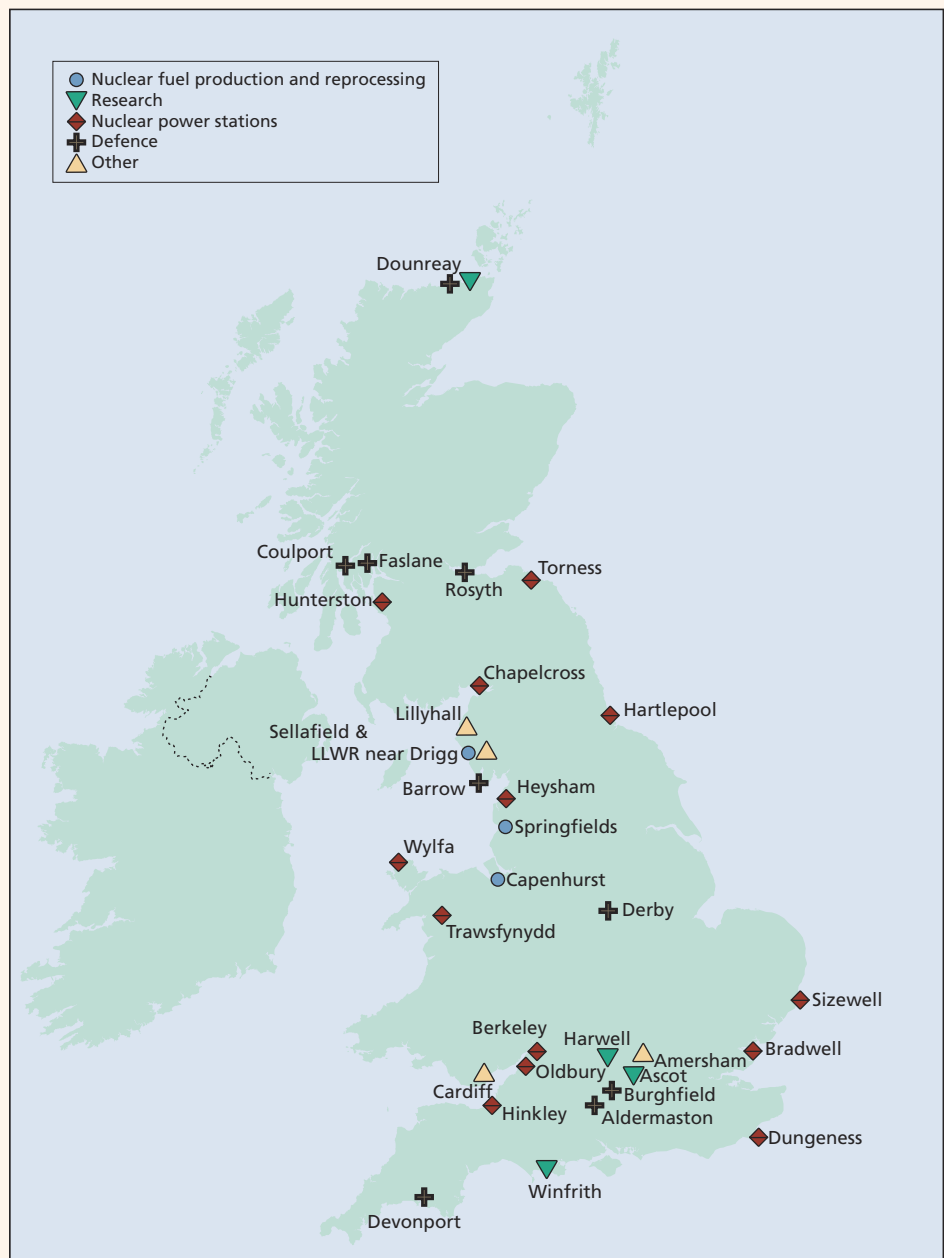 Nuclear fuel production and reprocessing
Research
Nuclear power stations
Defence
Other
Dounreay
Coulport
Faslane
Rosyth
Torness
Hunterston
Chapelcross
Lillyhall
Hartlepool
Sellafield &
LLWR near Drigg
Barrow
Heysham
Springfields
Wylfa
Capenhurst
Derby
Trawsfynydd
Sizewell
Berkeley
Harwell
Bradwell
Amersham
Oldbury
Ascot
Cardiff
Burghfield
Hinkley
Aldermaston
Dungeness
Winfrith
Devonport